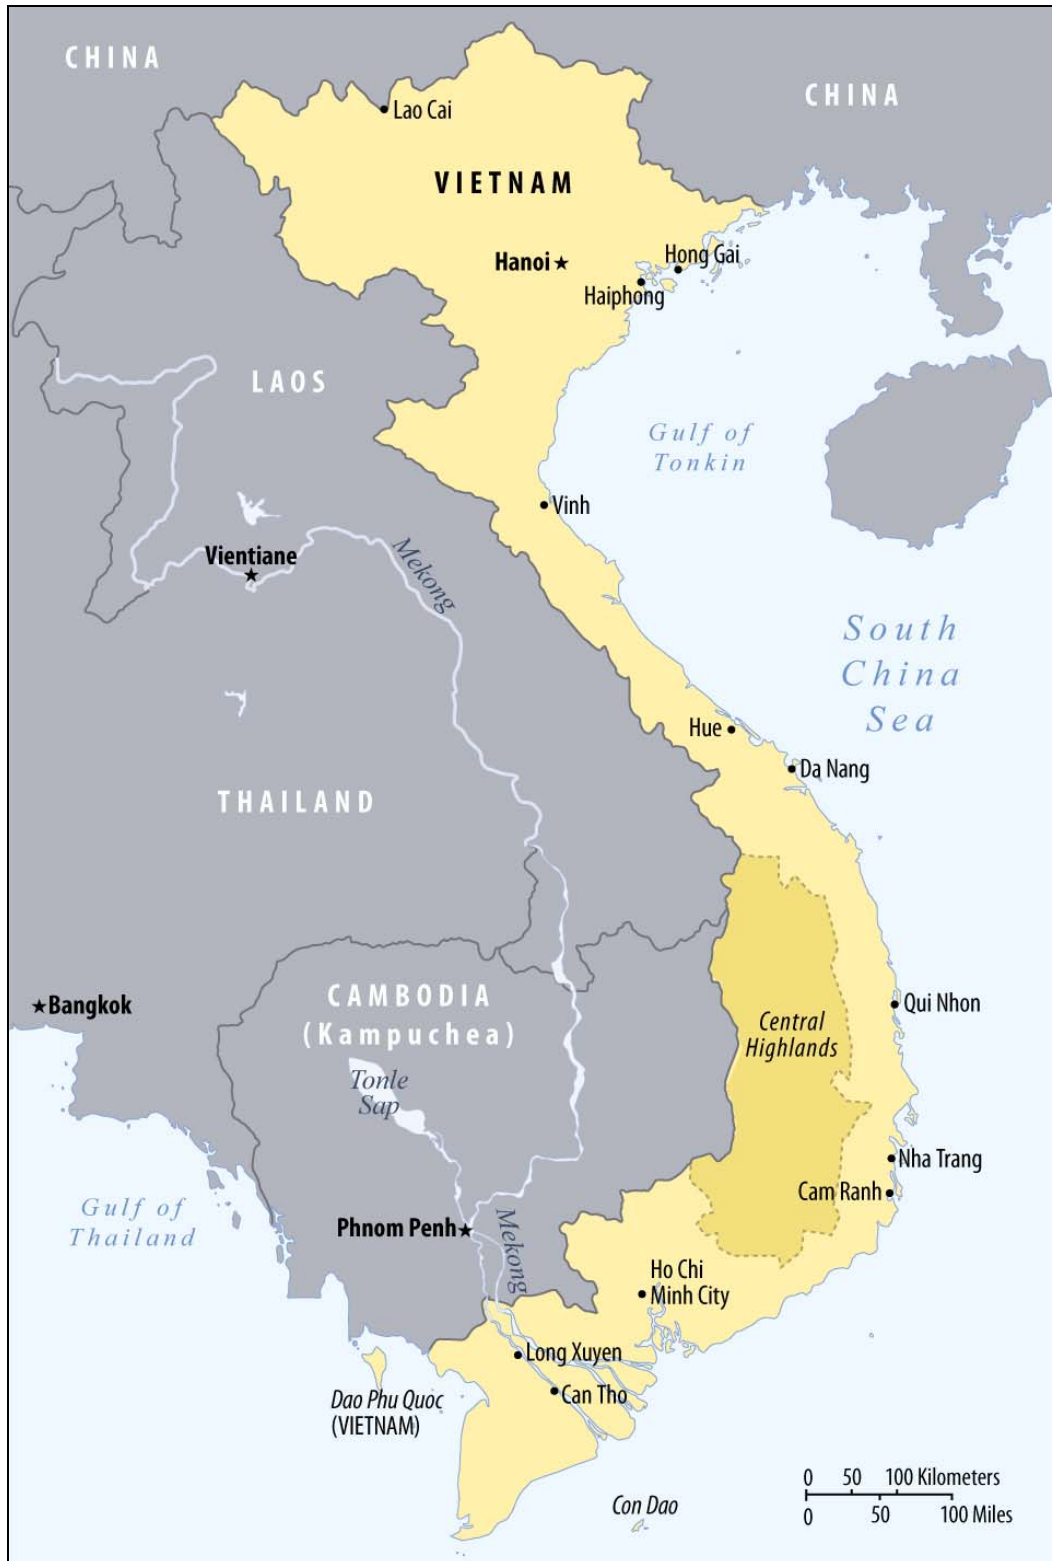 CHINA
CHINA
Lao Cai
VIETNAM
Hanoi
Hong Gai
Haiphong
LAOS
Gulf of
Tonkin
Vinh
Vientiane
Mekong
South
China
Sea
Hue
Da Nang
THAILAND
Bangkok
CAMBODIA
(Kampuchea)
Qui Nhon
Central
Highlands
Tonle
Sap
Nha Trang
Cam Ranh
Gulf of
Thailand
Phnom Penh
Mekong
Ho Chi
Minh City
Long Xuyen
Can Tho
Dao Phu Quoc
(VIETNAM)
Con Dao
0 50 100 Kilometers
0 50 100 Miles